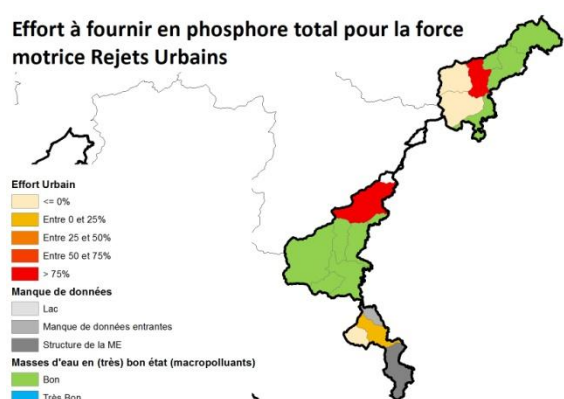 Effort à fournir en phosphore total pour la force
motrice Rejets Urbains
Effort Urbain
<= 0%
Entre 0 et 25%
Entre 25 et 50%
Entre 50 et 75%
> 75%
Manque de données
Lac
Manque de données entrantes
Structure de la ME
Masses d'eau en (très) bon état (macropolluants)
Bon
Très Bon